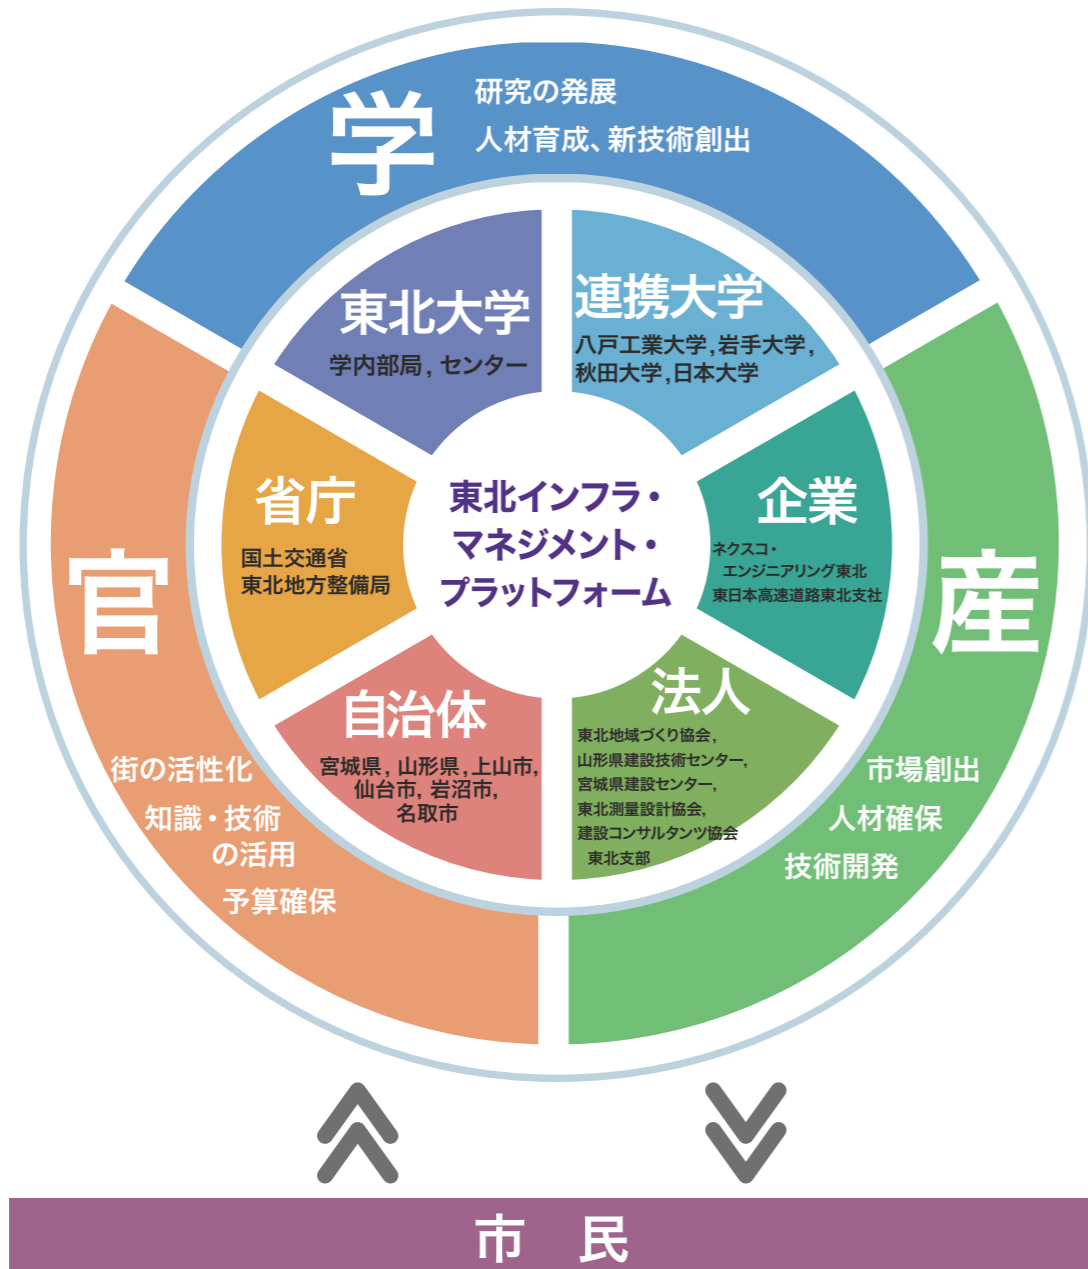 学
研究の発展
人材育成、新技術創出
東北大学
学内部局, センター
連携大学
八戸工業大学,岩手大学,
秋田大学,日本大学
省庁
国土交通省
東北地方整備局
東北インフラ・
マネジメント・
プラットフォーム
企業
ネクスコ・
エンジニアリング東北
東日本高速道路東北支社
官
産
自治体
宮城県, 山形県, 上山市,
仙台市, 岩沼市,
名取市
法人
東北地域づくり協会,
山形県建設技術センター,
宮城県建設センター,
東北測量設計協会,
建設コンサルタンツ協会
東北支部
街の活性化
知識・技術
の活用
予算確保
市場創出
人材確保
技術開発
市 民